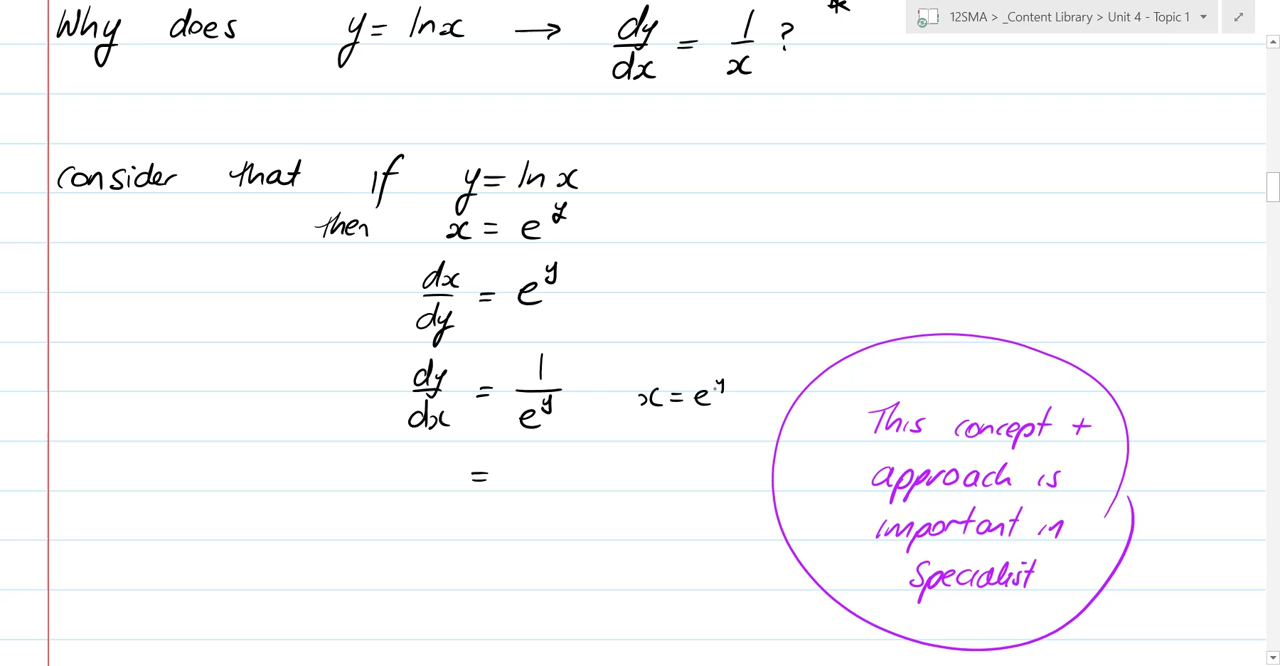 12SMA > _Content Library > Unit 4 - Topic 1
Why does y = ln x → dy/dx = 1/x ?
consider that if y = ln x
then x = e^y
dx/dy = e^y
dy/dx = 1/e^y x = e^y
=
This concept +
approach is
important in
Specialist